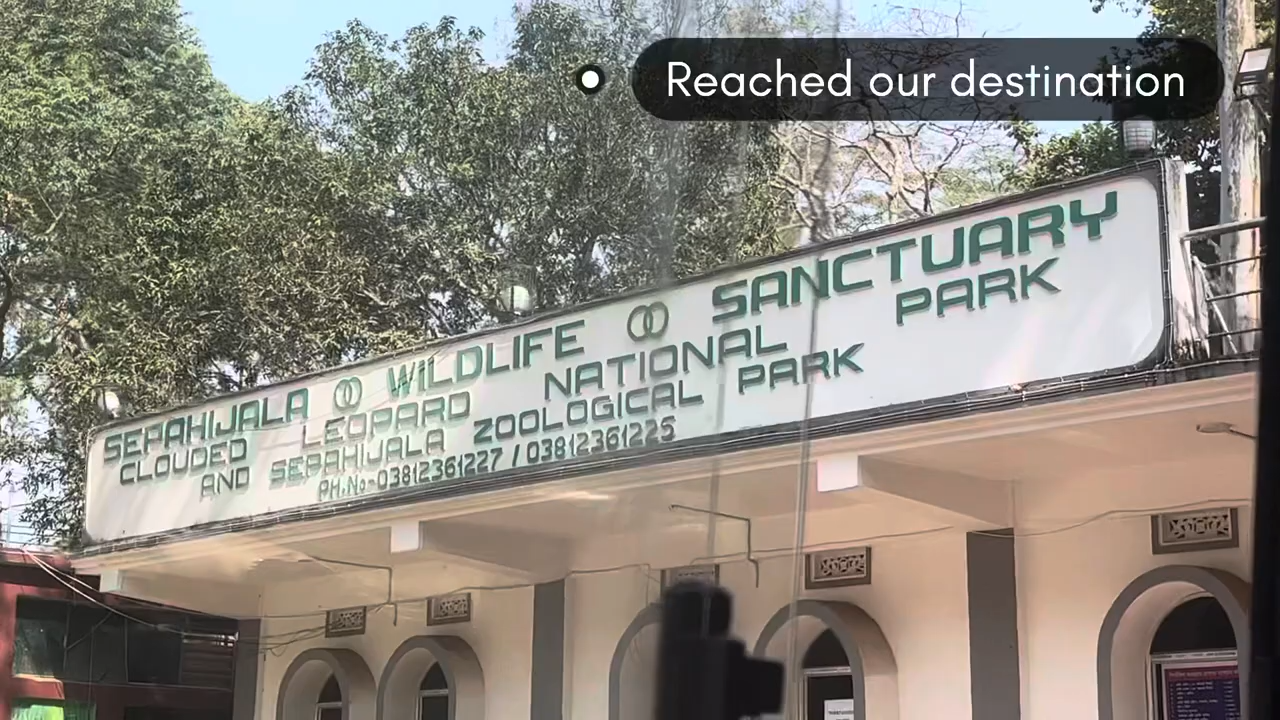 Reached our destination
SEPAHIJALA WILDLIFE SANCTUARY
CLOUDED LEOPARD NATIONAL PARK
AND SEPAHIJALA ZOOLOGICAL PARK
PH.No-03812361227 / 03812361225